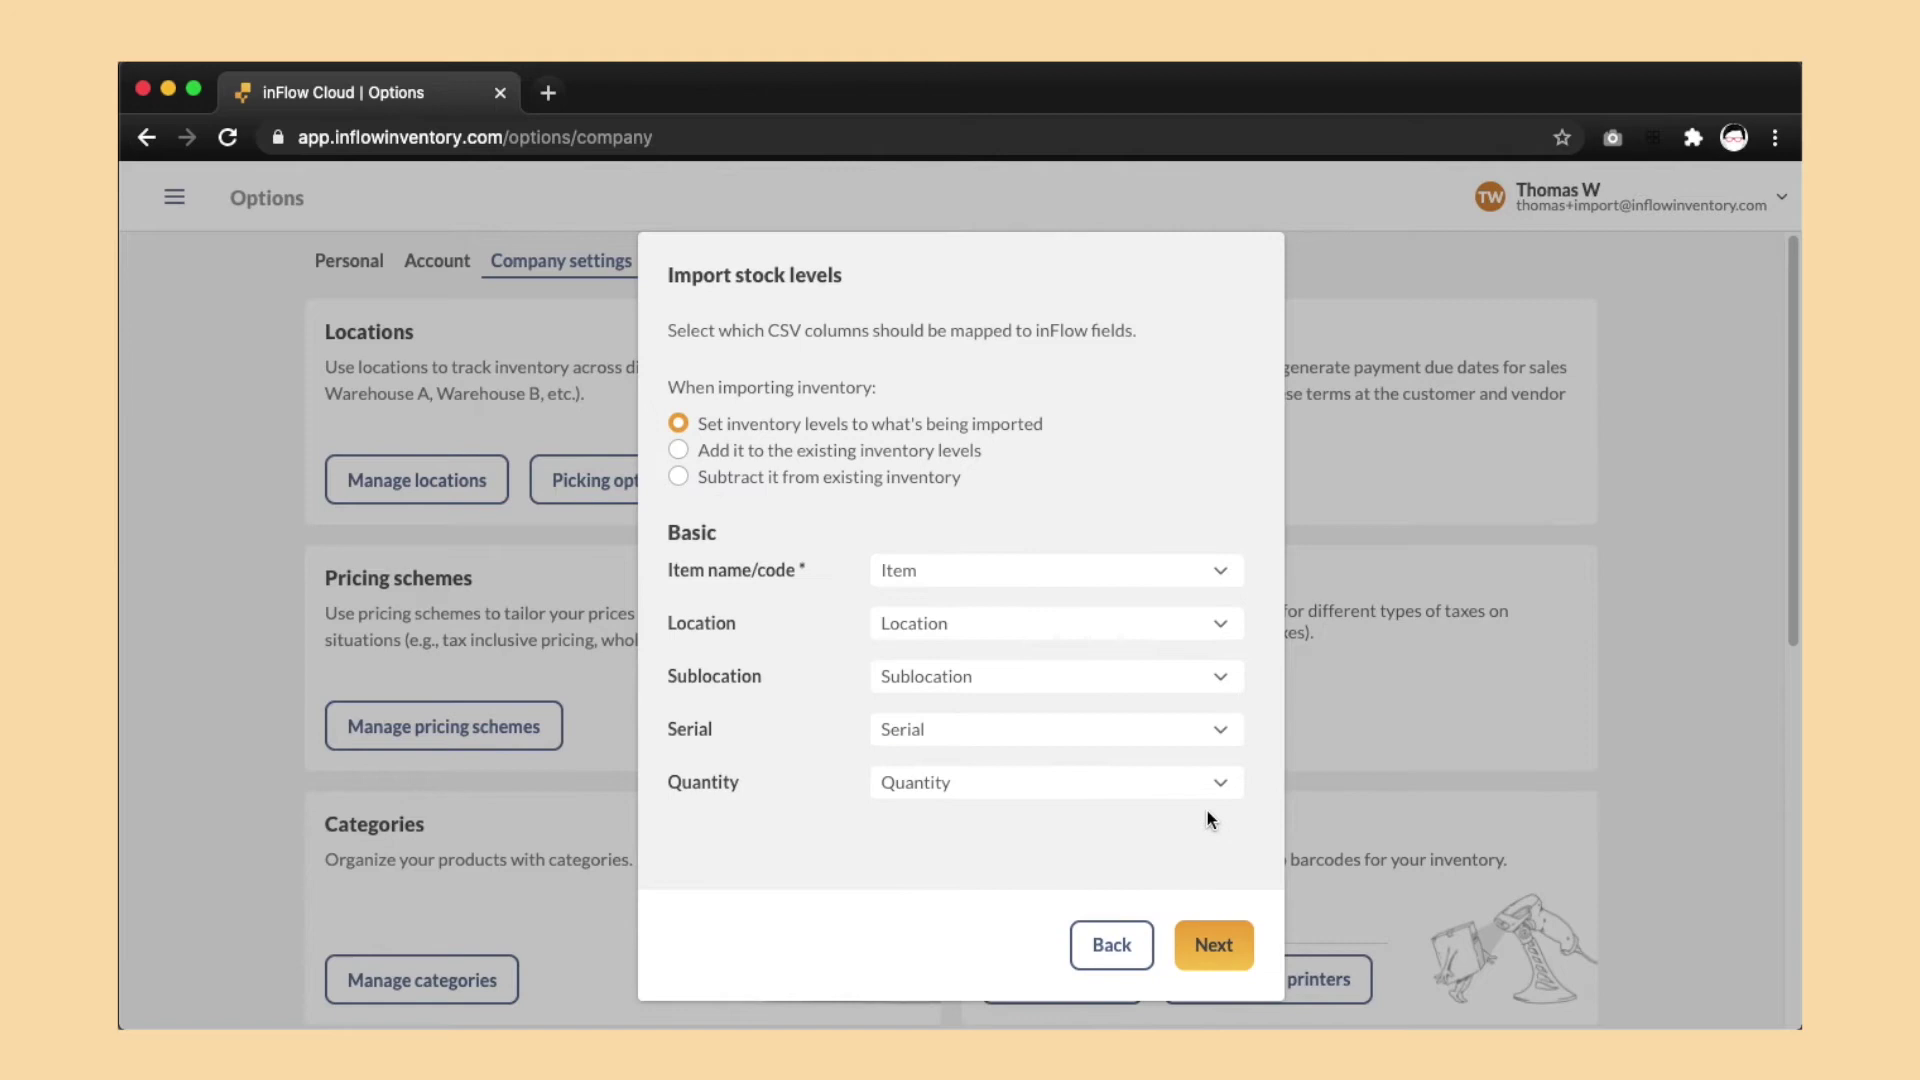 inFlow Cloud | Options
app.inflowinventory.com/options/company
Options
TW
Thomas W
thomas+import@inflowinventory.com
Personal
Account
Company settings
Locations
Use locations to track inventory across di
Warehouse A, Warehouse B, etc.).
Manage locations
Picking opt
generate payment due dates for sales
se terms at the customer and vendor
Pricing schemes
Use pricing schemes to tailor your prices
situations (e.g., tax inclusive pricing, whol
Manage pricing schemes
for different types of taxes on
xes).
Categories
Organize your products with categories.
Manage categories
barcodes for your inventory.
printers
Import stock levels
Select which CSV columns should be mapped to inFlow fields.
When importing inventory:
Set inventory levels to what's being imported
Add it to the existing inventory levels
Subtract it from existing inventory
Basic
Item name/code *
Item
Location
Location
Sublocation
Sublocation
Serial
Serial
Quantity
Quantity
Back
Next